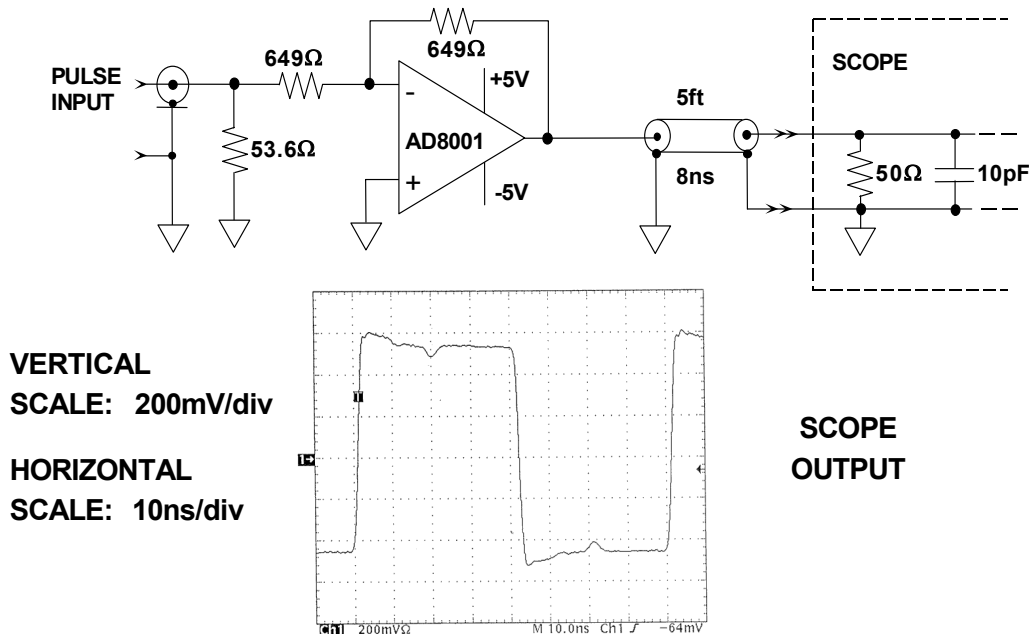 PULSE
INPUT
649Ω
53.6Ω
649Ω
-
+
AD8001
+5V
-5V
5ft
8ns
SCOPE
50Ω
10pF
VERTICAL
SCALE: 200mV/div
HORIZONTAL
SCALE: 10ns/div
T
1→
SCOPE
OUTPUT
Ch1 200mVΩ M 10.0ns Ch1 ∫ -64mV